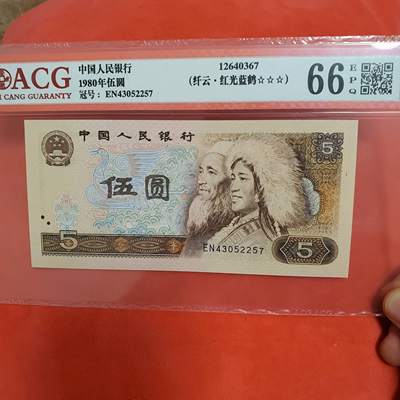 ACG
CANG GUARANTY
中国人民银行
1980年伍圆
冠号: EN43052257
12640367
(纤云·红光蓝鹤☆☆☆)
66
EPQ
中国人民银行
5
伍圆
EN43052257
5
5